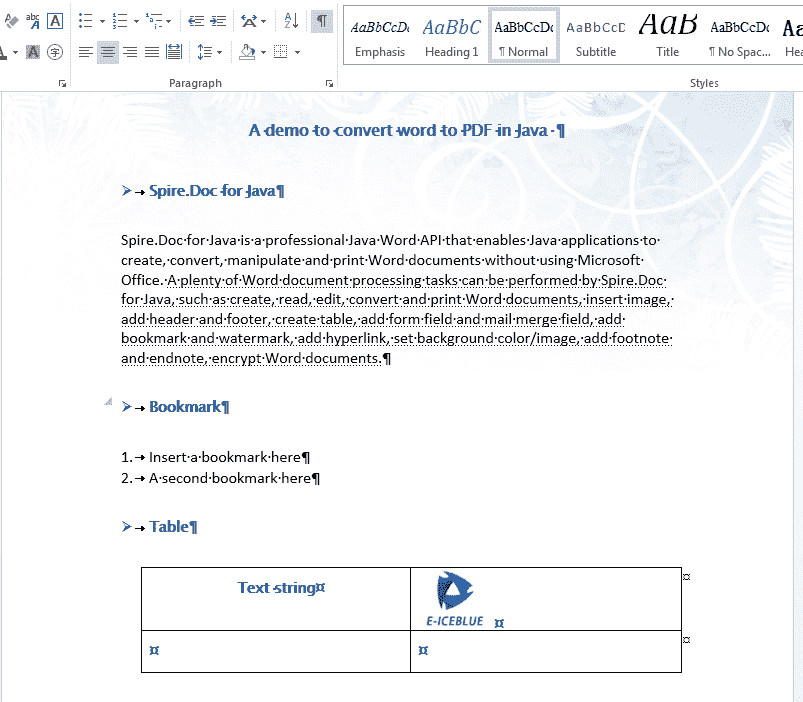 AaBbCcDc AaBbC AaBbCcDc AaBbCcD AaB AaBbCcDc
Emphasis Heading 1 ¶ Normal Subtitle Title ¶ No Spac...
Paragraph Styles
A demo to convert word to PDF in Java ¶
➢→Spire.Doc for Java¶
Spire.Doc·for·Java·is·a·professional·Java·Word·API·that·enables·Java·applications·to·
create,·convert,·manipulate·and·print·Word·documents·without·using·Microsoft·
Office.·A·plenty·of·Word·document·processing·tasks·can·be·performed·by·Spire.Doc·
for·Java,·such·as·create,·read,·edit,·convert·and·print·Word·documents,·insert·image,·
add·header·and·footer,·create·table,·add·form·field·and·mail·merge·field,·add·
bookmark·and·watermark,·add·hyperlink,·set·background·color/image,·add·footnote·
and·endnote,·encrypt·Word·documents.¶
➢→Bookmark¶
1.→Insert·a·bookmark·here¶
2.→A·second·bookmark·here¶
➢→Table¶
Text·string¤
E-ICEBLUE ¤
¤ ¤